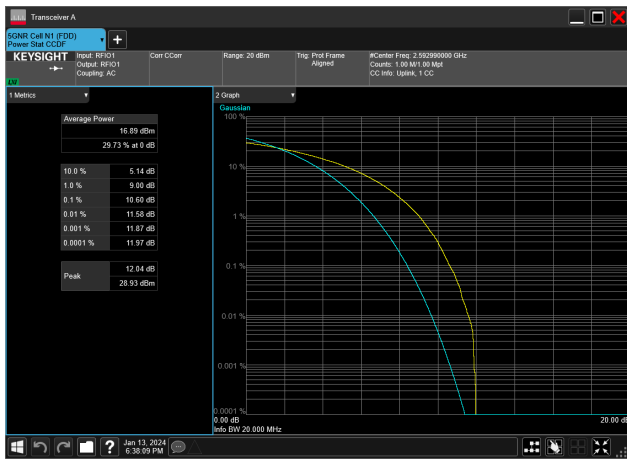 Transceiver A
5GNR Cell N1 (FDD)
Power Stat CCDF
KEYSIGHT
Input: RFIO1
Output: RFIO1
Coupling: AC
Corr CCorr
Range: 20 dBm
Trig: Prot Frame
Aligned
#Center Freq: 2.592990000 GHz
Counts: 1.00 M/1.00 Mpt
CC Info: Uplink, 1 CC
1 Metrics
Average Power
16.89 dBm
29.73 % at 0 dB
10.0 % 5.14 dB
1.0 % 9.00 dB
0.1 % 10.60 dB
0.01 % 11.58 dB
0.001 % 11.87 dB
0.0001 % 11.97 dB
Peak 12.04 dB
28.93 dBm
2 Graph
Gaussian
100 %
10 %
1 %
0.1 %
0.01 %
0.001 %
0.0001 %
0.00 dB
20.00 dB
Info BW 20.000 MHz
Jan 13, 2024
6:38:09 PM